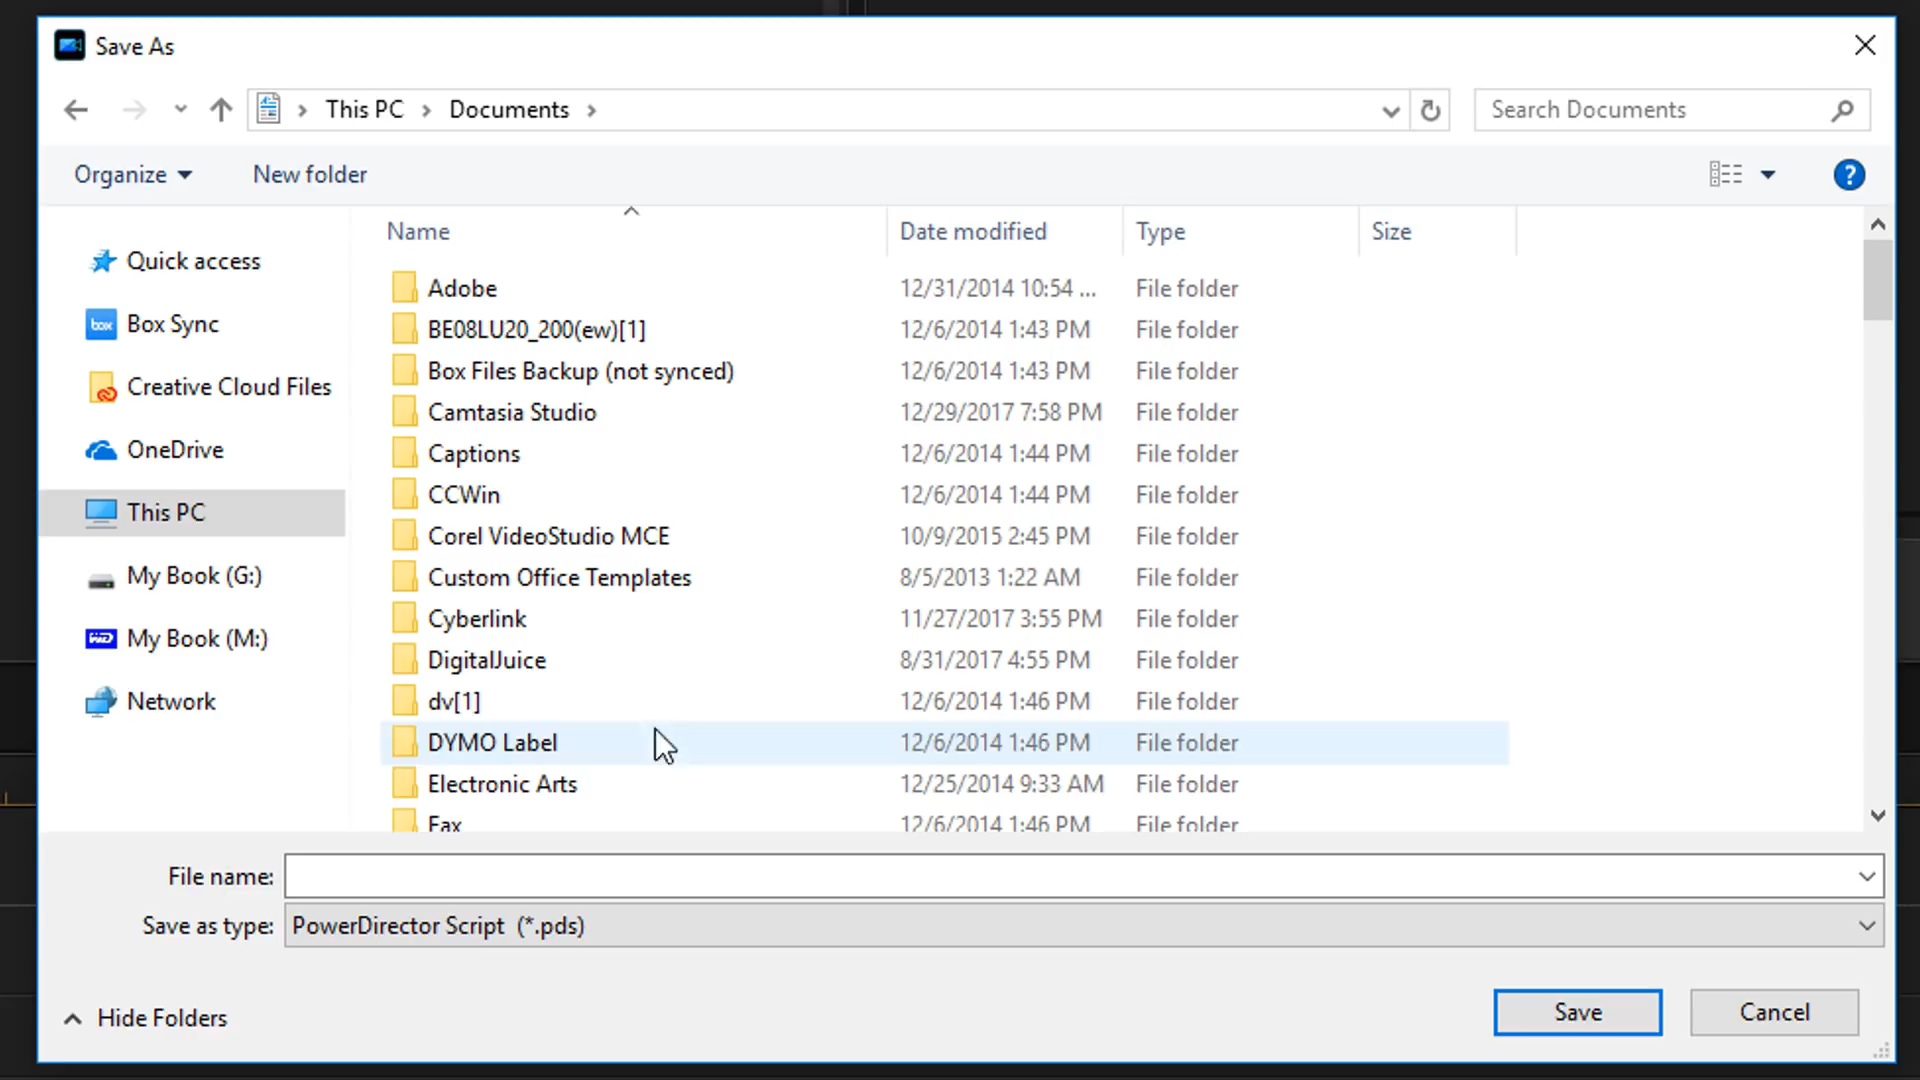 Save As
This PC
Documents
Search Documents
Organize
New folder
?
Name
Date modified
Type
Size
Quick access
box
Box Sync
Creative Cloud Files
OneDrive
This PC
My Book (G:)
WD
My Book (M:)
Network
Adobe 12/31/2014 10:54 ... File folder
BE08LU20_200(ew)[1] 12/6/2014 1:43 PM File folder
Box Files Backup (not synced) 12/6/2014 1:43 PM File folder
Camtasia Studio 12/29/2017 7:58 PM File folder
Captions 12/6/2014 1:44 PM File folder
CCWin 12/6/2014 1:44 PM File folder
Corel VideoStudio MCE 10/9/2015 2:45 PM File folder
Custom Office Templates 8/5/2013 1:22 AM File folder
Cyberlink 11/27/2017 3:55 PM File folder
DigitalJuice 8/31/2017 4:55 PM File folder
dv[1] 12/6/2014 1:46 PM File folder
DYMO Label 12/6/2014 1:46 PM File folder
Electronic Arts 12/25/2014 9:33 AM File folder
Fax 12/6/2014 1:46 PM File folder
File name:
Save as type: PowerDirector Script (*.pds)
Hide Folders
Save
Cancel